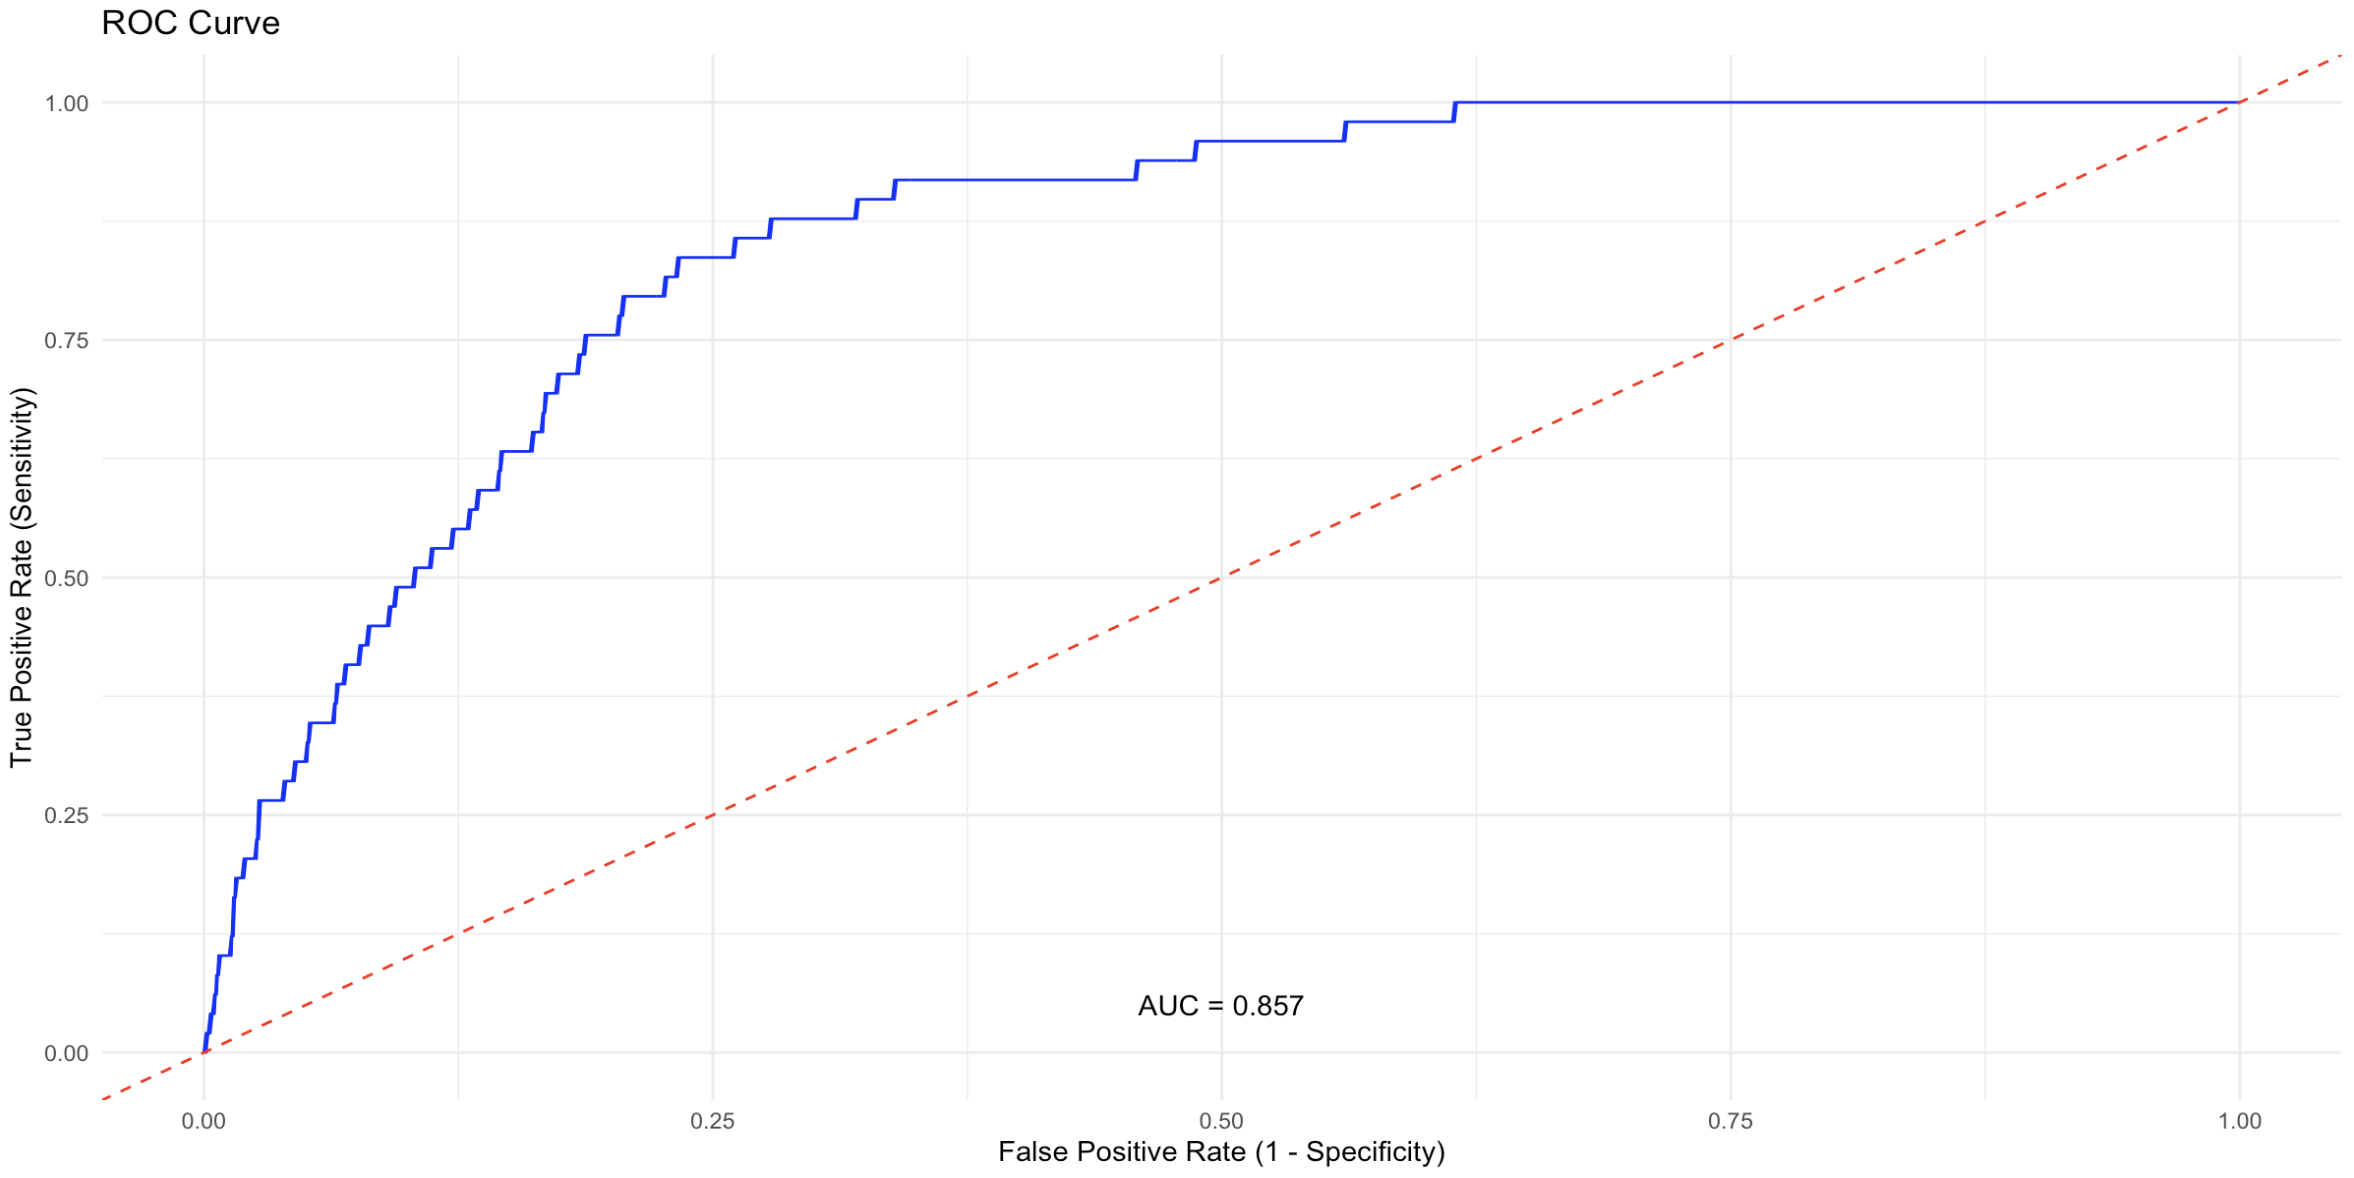 ROC Curve
True Positive Rate (Sensitivity)
1.00
0.75
0.50
0.25
0.00
AUC = 0.857
0.00 0.25 0.50 0.75 1.00
False Positive Rate (1 - Specificity)